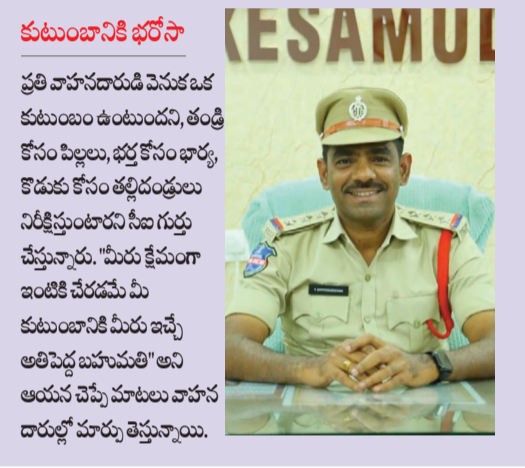 కుటుంబానికి భరోసా
KESAMUD
ప్రతి వాహనదారుడి వెనుక ఒక
కుటుంబం ఉంటుందని, తండ్రి
కోసం పిల్లలు, భర్త కోసం భార్య,
కొడుకు కోసం తల్లిదండ్రులు
నిరీక్షిస్తుంటారని సీఐ గుర్తు
చేస్తున్నారు. "మీరు క్షేమంగా
ఇంటికి చేరడమే మీ
కుటుంబానికి మీరు ఇచ్చే
అతిపెద్ద బహుమతి" అని
ఆయన చెప్పే మాటలు వాహన
దారుల్లో మార్పు తెస్తున్నాయి.